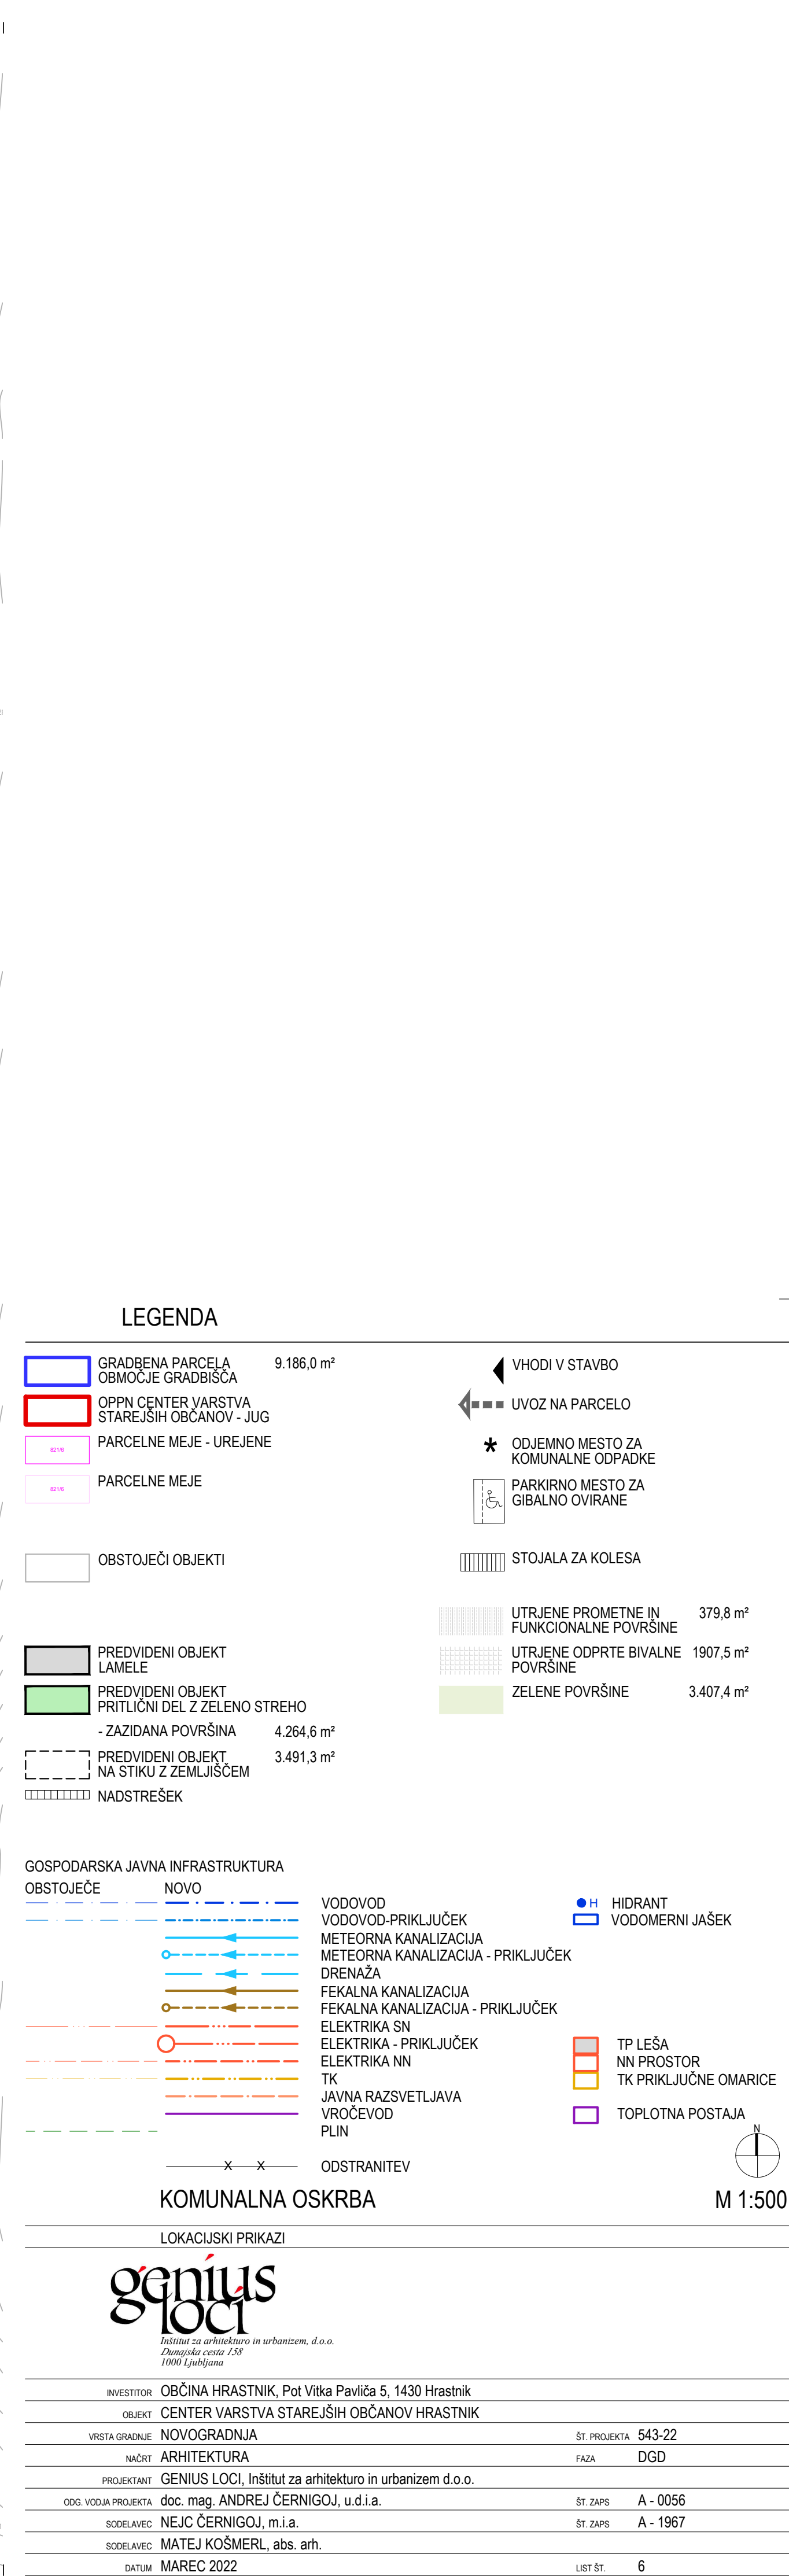 LEGENDA
GRADBENA PARCELA 9.186,0 m²
OBMOČJE GRADBIŠČA
OPPN CENTER VARSTVA
STAREJŠIH OBČANOV - JUG
821/6 PARCELNE MEJE - UREJENE
821/6 PARCELNE MEJE
OBSTOJEČI OBJEKTI
PREDVIDENI OBJEKT
LAMELE
PREDVIDENI OBJEKT
PRITLIČNI DEL Z ZELENO STREHO
- ZAZIDANA POVRŠINA 4.264,6 m²
PREDVIDENI OBJEKT 3.491,3 m²
NA STIKU Z ZEMLJIŠČEM
NADSTREŠEK
VHODI V STAVBO
UVOZ NA PARCELO
* ODJEMNO MESTO ZA
KOMUNALNE ODPADKE
PARKIRNO MESTO ZA
GIBALNO OVIRANE
STOJALA ZA KOLESA
UTRJENE PROMETNE IN 379,8 m²
FUNKCIONALNE POVRŠINE
UTRJENE ODPRTE BIVALNE 1907,5 m²
POVRŠINE
ZELENE POVRŠINE 3.407,4 m²
GOSPODARSKA JAVNA INFRASTRUKTURA
OBSTOJEČE NOVO
VODOVOD
VODOVOD-PRIKLJUČEK
METEORNA KANALIZACIJA
METEORNA KANALIZACIJA - PRIKLJUČEK
DRENAŽA
FEKALNA KANALIZACIJA
FEKALNA KANALIZACIJA - PRIKLJUČEK
ELEKTRIKA SN
ELEKTRIKA - PRIKLJUČEK
ELEKTRIKA NN
TK
JAVNA RAZSVETLJAVA
VROČEVOD
PLIN
X X ODSTRANITEV
H HIDRANT
VODOMERNI JAŠEK
TP LEŠA
NN PROSTOR
TK PRIKLJUČNE OMARICE
TOPLOTNA POSTAJA
N
KOMUNALNA OSKRBA M 1:500
LOKACIJSKI PRIKAZI
genius
loci
Inštitut za arhitekturo in urbanizem, d.o.o.
Dunajska cesta 158
1000 Ljubljana
INVESTITOR OBČINA HRASTNIK, Pot Vitka Pavliča 5, 1430 Hrastnik
OBJEKT CENTER VARSTVA STAREJŠIH OBČANOV HRASTNIK
VRSTA GRADNJE NOVOGRADNJA ŠT. PROJEKTA 543-22
NAČRT ARHITEKTURA FAZA DGD
PROJEKTANT GENIUS LOCI, Inštitut za arhitekturo in urbanizem d.o.o.
ODG. VODJA PROJEKTA doc. mag. ANDREJ ČERNIGOJ, u.d.i.a. ŠT. ZAPS A - 0056
SODELAVEC NEJC ČERNIGOJ, m.i.a. ŠT. ZAPS A - 1967
SODELAVEC MATEJ KOŠMERL, abs. arh.
DATUM MAREC 2022 LIST ŠT. 6